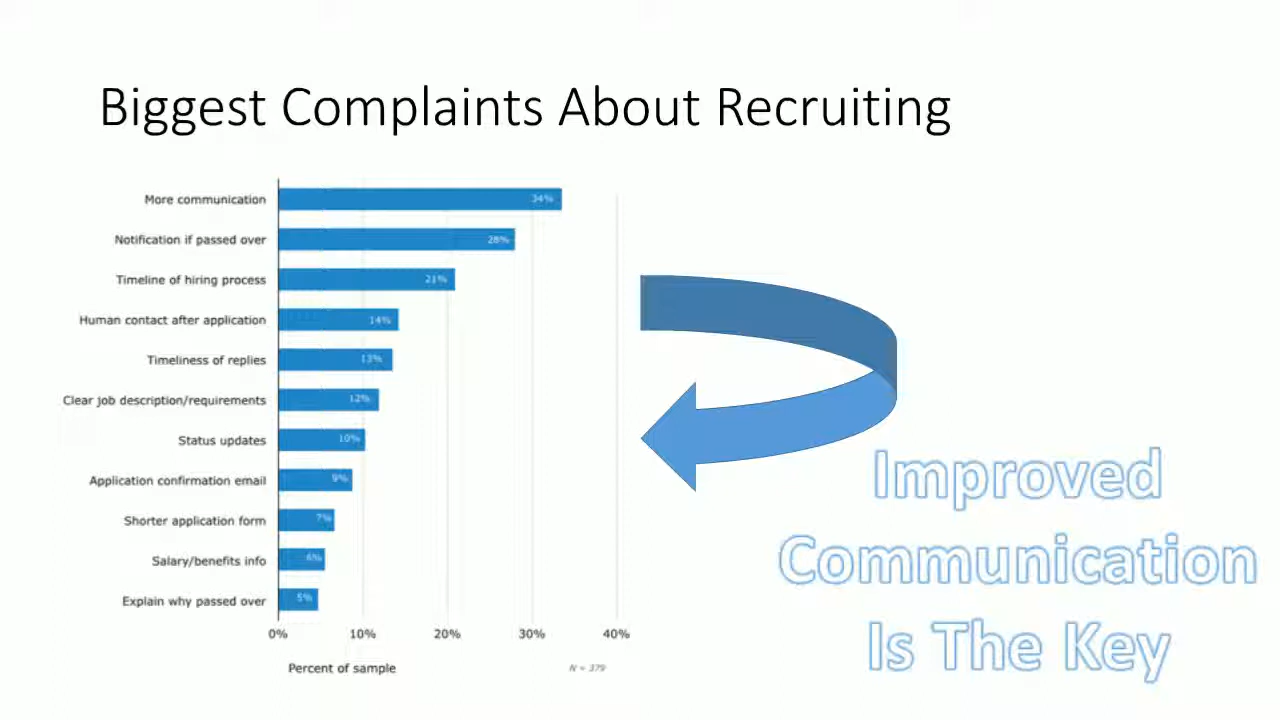 Biggest Complaints About Recruiting
More communication 34%
Notification if passed over 28%
Timeline of hiring process 21%
Human contact after application 14%
Timeliness of replies 13%
Clear job description/requirements 12%
Status updates 10%
Application confirmation email 9%
Shorter application form 7%
Salary/benefits info 6%
Explain why passed over 5%
0% 10% 20% 30% 40%
Percent of sample N = 379
Improved
Communication
Is The Key